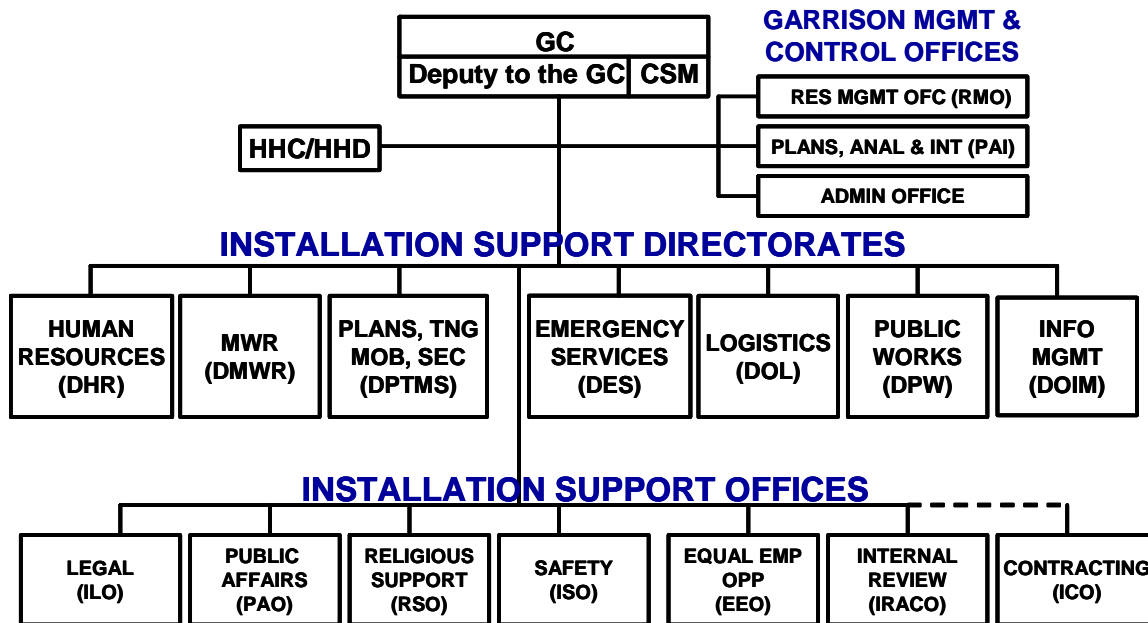 GC
Deputy to the GC
CSM
GARRISON MGMT &
CONTROL OFFICES
RES MGMT OFC (RMO)
PLANS, ANAL & INT (PAI)
ADMIN OFFICE
HHC/HHD
INSTALLATION SUPPORT DIRECTORATES
HUMAN
RESOURCES
(DHR)
MWR
(DMWR)
PLANS, TNG
MOB, SEC
(DPTMS)
EMERGENCY
SERVICES
(DES)
LOGISTICS
(DOL)
PUBLIC
WORKS
(DPW)
INFO
MGMT
(DOIM)
INSTALLATION SUPPORT OFFICES
LEGAL
(ILO)
PUBLIC
AFFAIRS
(PAO)
RELIGIOUS
SUPPORT
(RSO)
SAFETY
(ISO)
EQUAL EMP
OPP
(EEO)
INTERNAL
REVIEW
(IRACO)
CONTRACTING
(ICO)